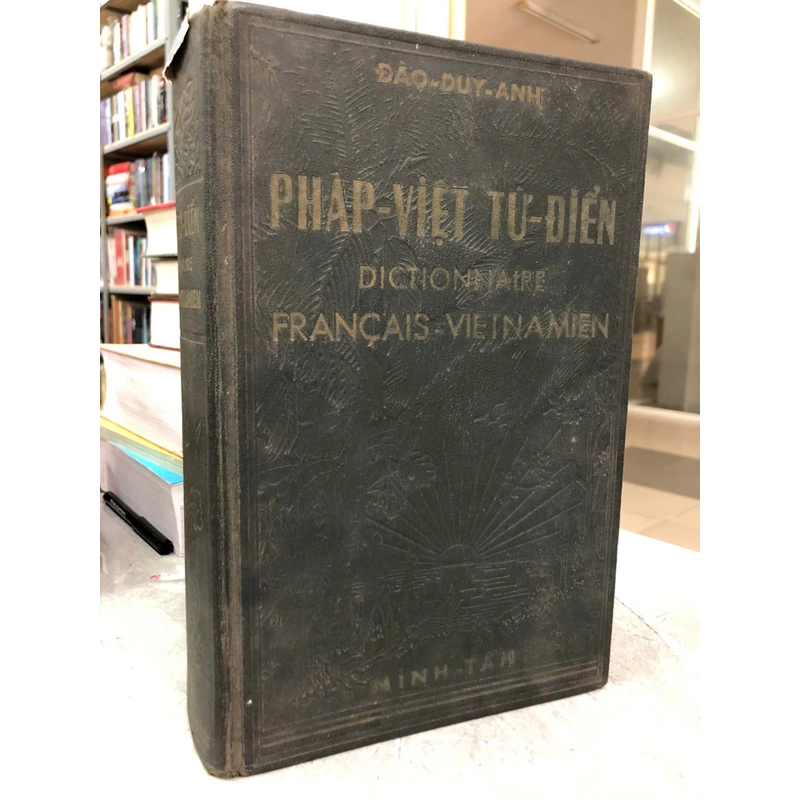 ĐÀO-DUY-ANH
PHÁP-VIỆT TỪ-ĐIỂN
DICTIONNAIRE
FRANÇAIS-VIETNAMIEN
MINH-TÂN